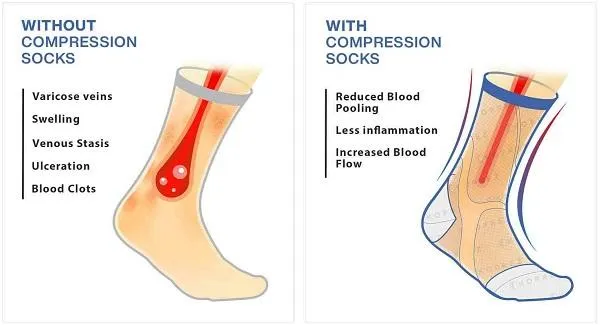 WITHOUT
COMPRESSION
SOCKS
Varicose veins
Swelling
Venous Stasis
Ulceration
Blood Clots
WITH
COMPRESSION
SOCKS
Reduced Blood
Pooling
Less inflammation
Increased Blood
Flow